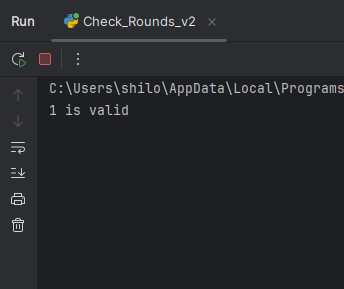 Run Check_Rounds_v2
C:\Users\shilo\AppData\Local\Programs
1 is valid